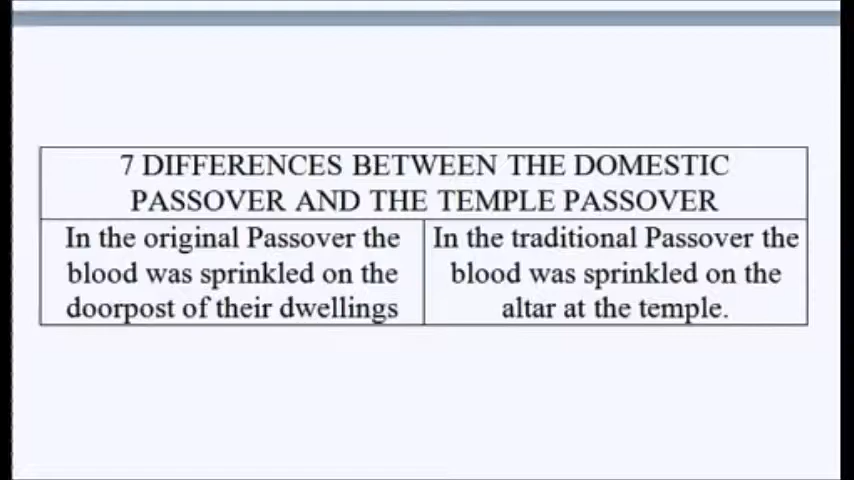 7 DIFFERENCES BETWEEN THE DOMESTIC
PASSOVER AND THE TEMPLE PASSOVER
In the original Passover the
blood was sprinkled on the
doorpost of their dwellings
In the traditional Passover the
blood was sprinkled on the
altar at the temple.